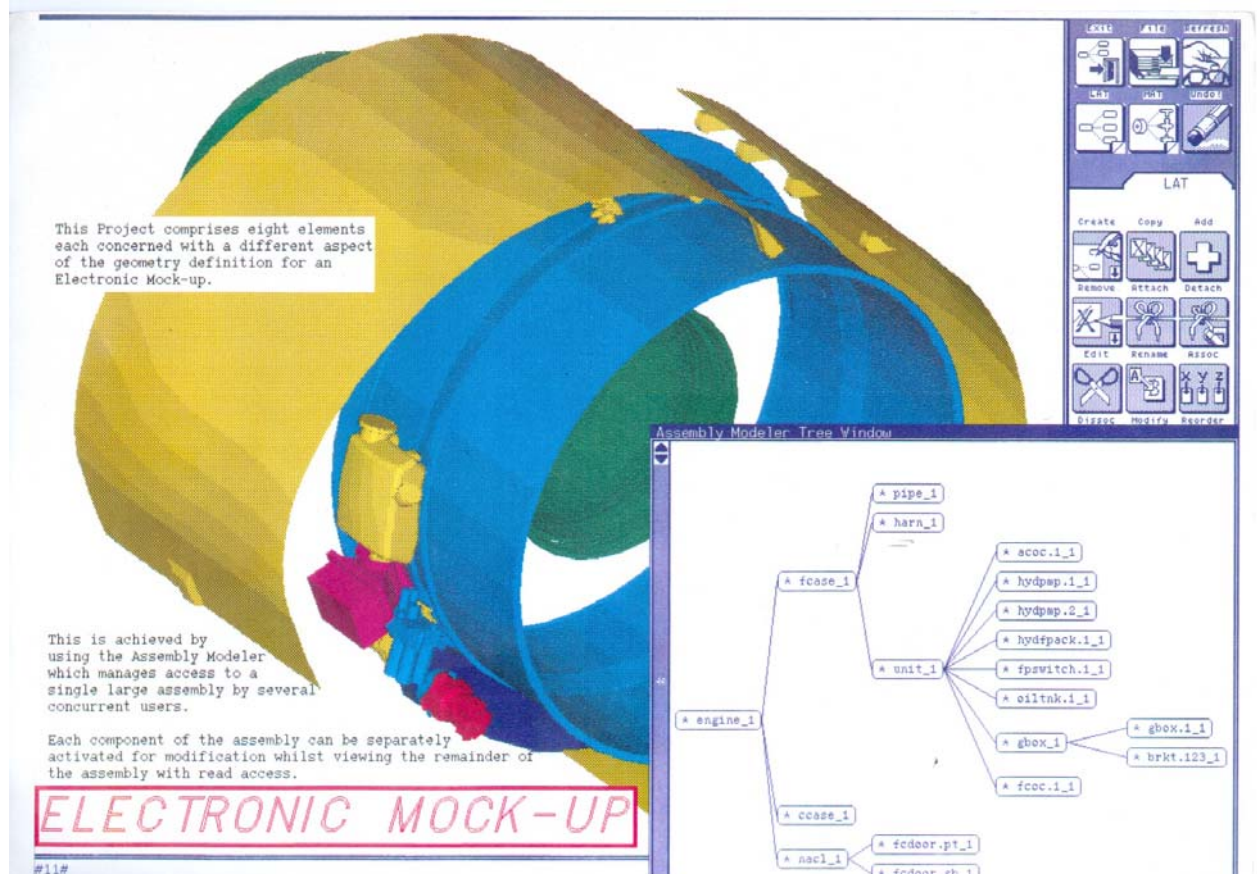 Exit File Refresh
LAT MAT Undo!
LAT
Create Copy Add
Remove Attach Detach
Edit Rename Assoc
X Y Z
A B
Dissoc Modify Reorder
This Project comprises eight elements
each concerned with a different aspect
of the geometry definition for an
Electronic Mock-up.
This is achieved by
using the Assembly Modeler
which manages access to a
single large assembly by several
concurrent users.
Each component of the assembly can be separately
activated for modification whilst viewing the remainder of
the assembly with read access.
ELECTRONIC MOCK-UP
#11#
Assembly Modeler Tree Window
* pipe_1
* harn_1
* fcase_1
* acoc.1_1
* hydpmp.1_1
* hydpmp.2_1
* hydfpack.1_1
* unit_1
* fpswitch.1_1
* oiltnk.1_1
* engine_1
* gbox_1
* gbox.1_1
* brkt.123_1
* fcoc.1_1
* ccase_1
* nacl_1
* fcdoor.pt_1
* fcdoor.sb_1